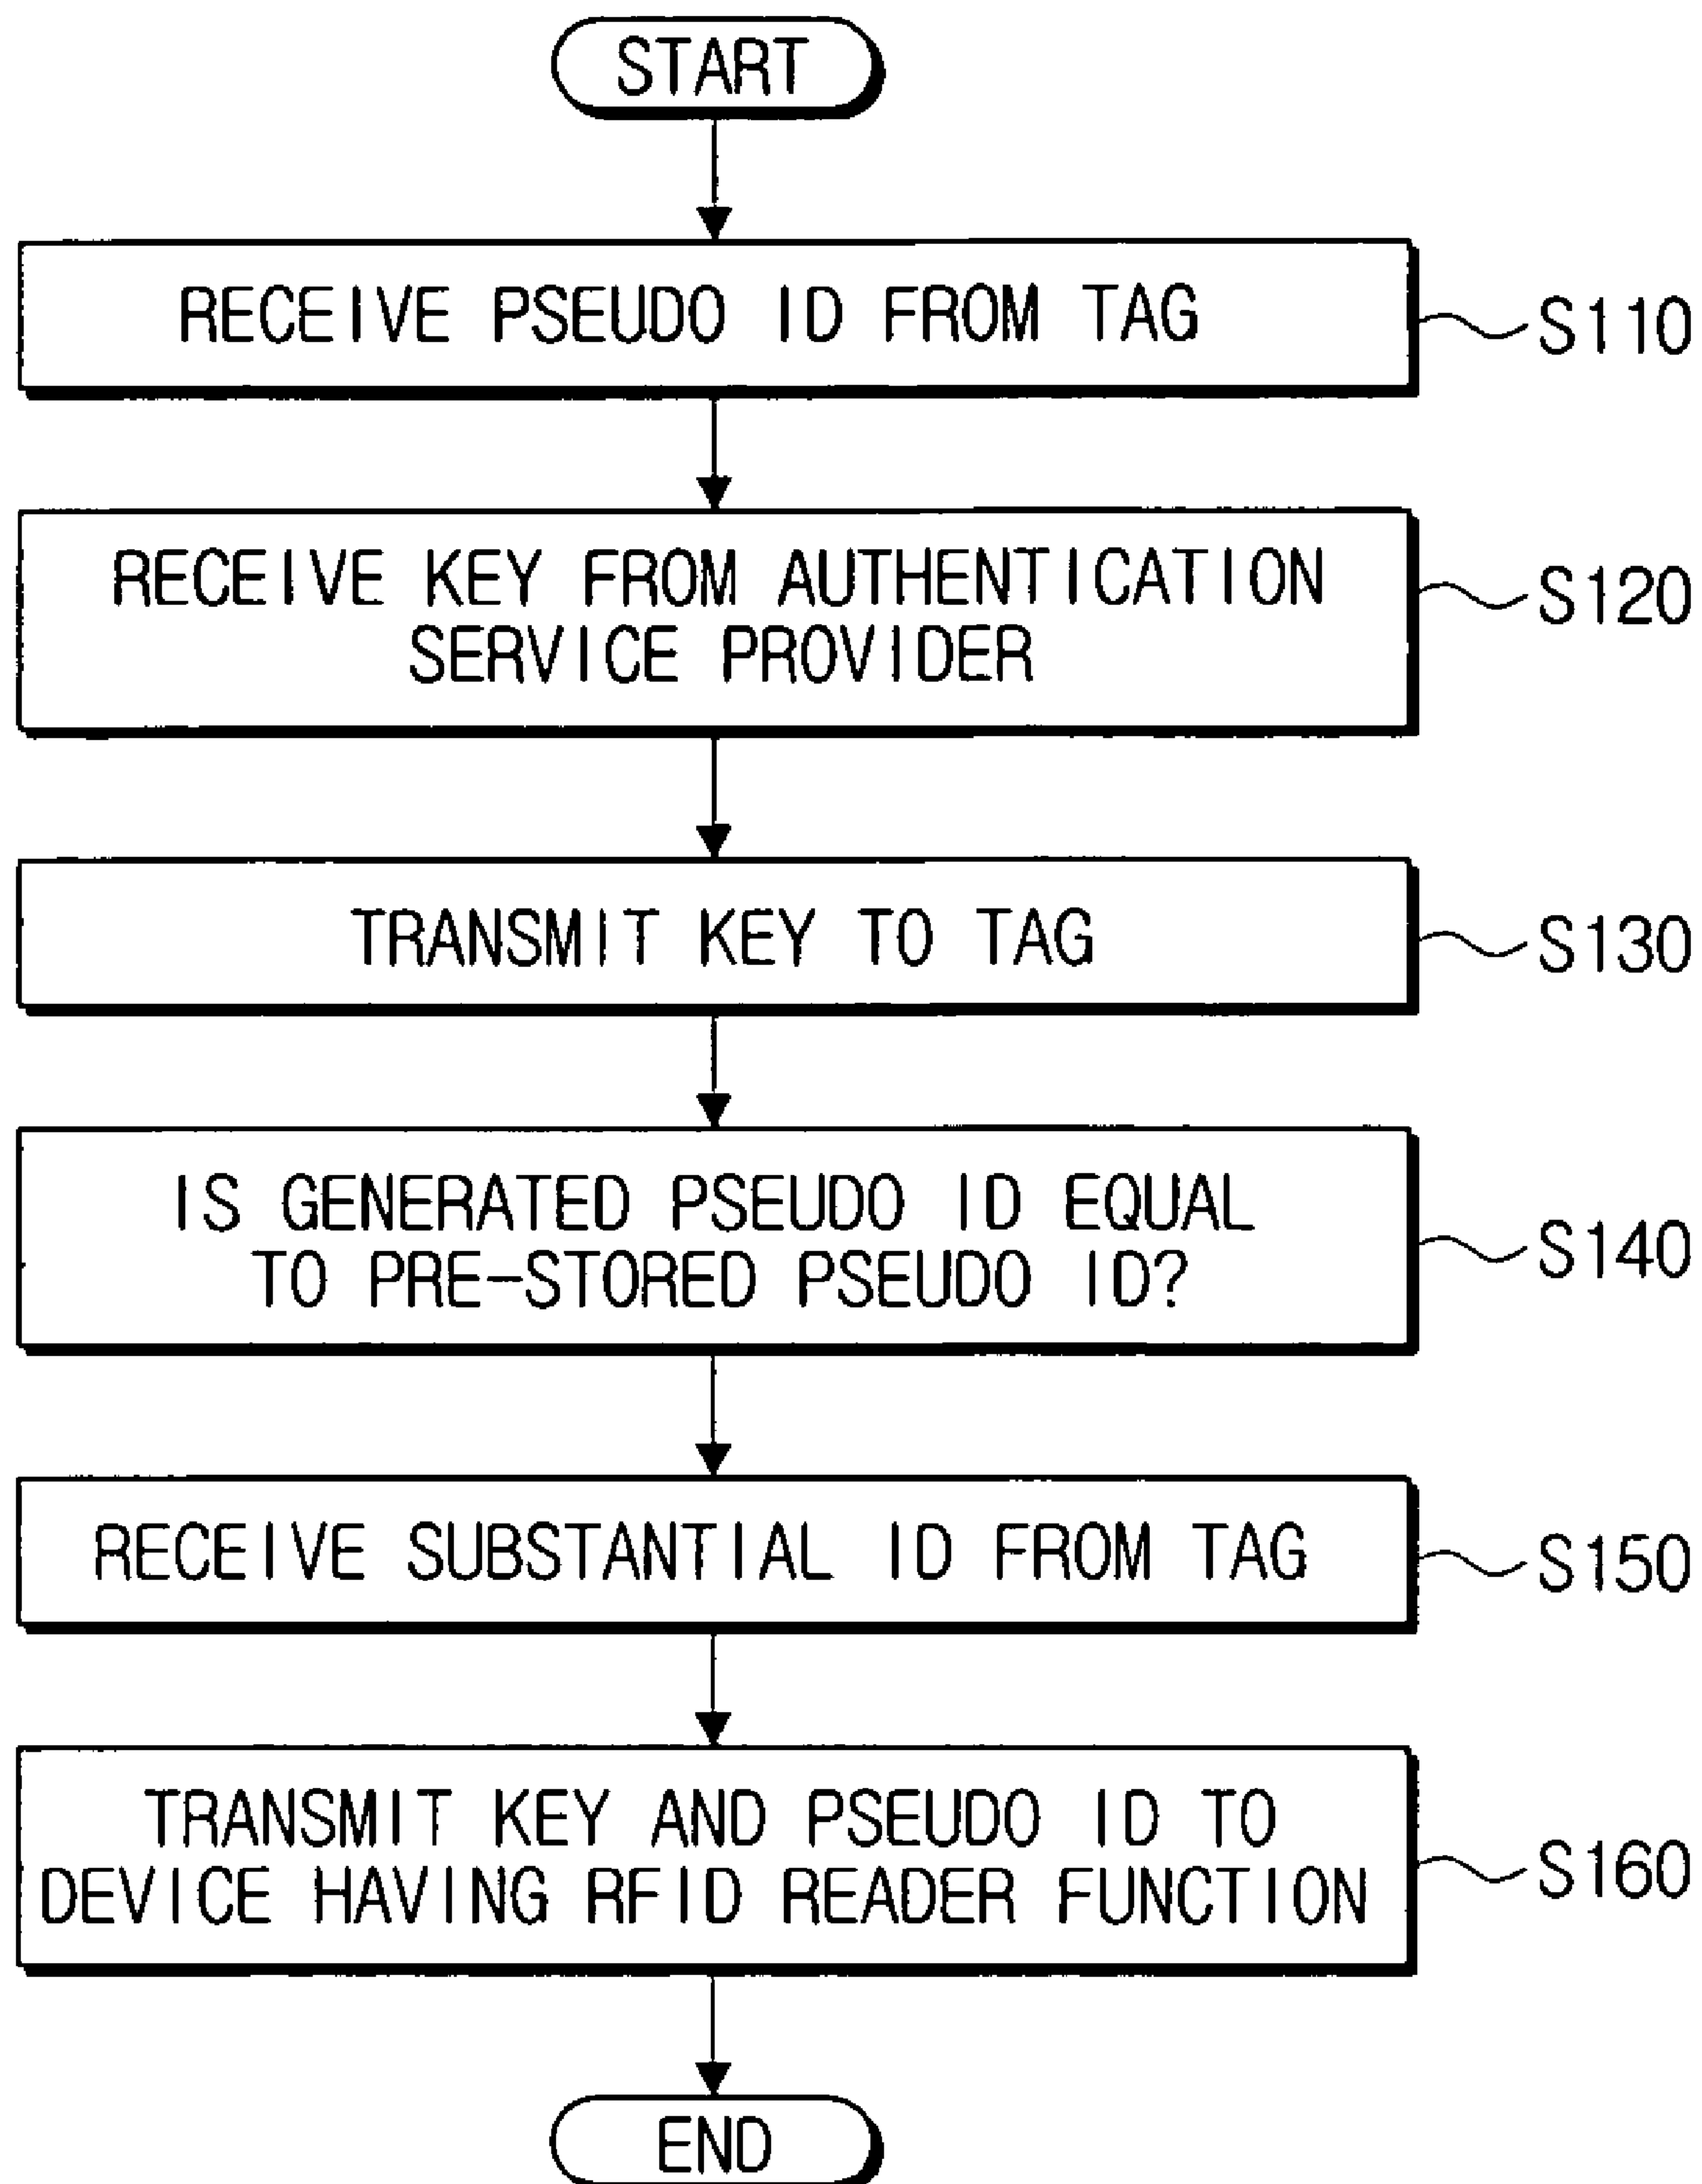 START
RECEIVE PSEUDO ID FROM TAG
S110
RECEIVE KEY FROM AUTHENTICATION
SERVICE PROVIDER
S120
TRANSMIT KEY TO TAG
S130
IS GENERATED PSEUDO ID EQUAL
TO PRE-STORED PSEUDO ID?
S140
RECEIVE SUBSTANTIAL ID FROM TAG
S150
TRANSMIT KEY AND PSEUDO ID TO
DEVICE HAVING RFID READER FUNCTION
S160
END